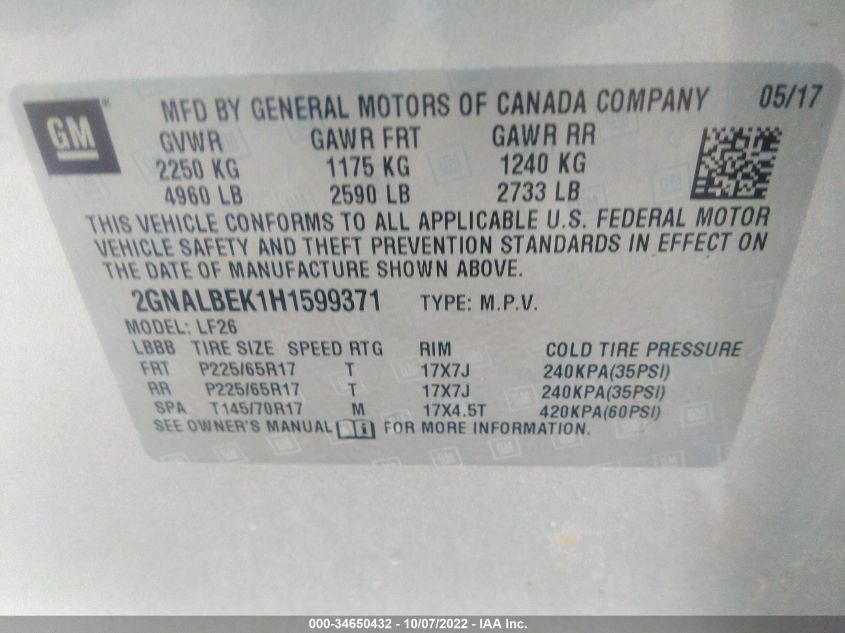 GM
MFD BY GENERAL MOTORS OF CANADA COMPANY 05/17
GVWR GAWR FRT GAWR RR
2250 KG 1175 KG 1240 KG
4960 LB 2590 LB 2733 LB
THIS VEHICLE CONFORMS TO ALL APPLICABLE U.S. FEDERAL MOTOR
VEHICLE SAFETY AND THEFT PREVENTION STANDARDS IN EFFECT ON
THE DATE OF MANUFACTURE SHOWN ABOVE.
2GNALBEK1H1599371 TYPE: M.P.V.
MODEL: LF26
LBBB TIRE SIZE SPEED RTG RIM COLD TIRE PRESSURE
FRT P225/65R17 T 17X7J 240KPA(35PSI)
RR P225/65R17 T 17X7J 240KPA(35PSI)
SPA T145/70R17 M 17X4.5T 420KPA(60PSI)
SEE OWNER'S MANUAL FOR MORE INFORMATION.
000-34650432 - 10/07/2022 - IAA Inc.